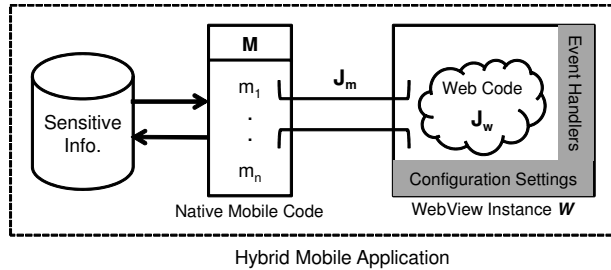 Sensitive
Info.
M
m1
.
.
mn
Native Mobile Code
Jm
Web Code
Jw
Event Handlers
Configuration Settings
WebView Instance W
Hybrid Mobile Application